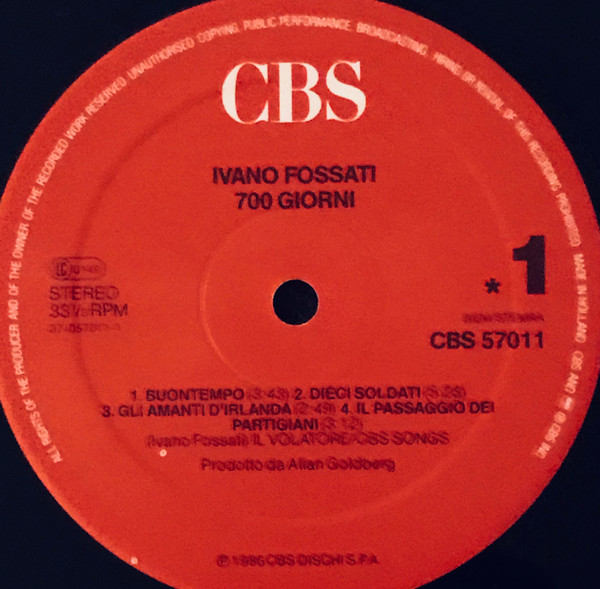 ALL RIGHTS OF THE PRODUCER AND OF THE OWNER OF THE RECORDED WORK RESERVED UNAUTHORISED COPYING, PUBLIC PERFORMANCE, BROADCASTING, HIRING OR RENTAL OF THE RECORDING PROHIBITED MADE IN HOLLAND
CBS
IVANO FOSSATI
700 GIORNI
LC
STEREO
33⅓ RPM
* 1
CBS 57011
1. BUONTEMPO (3:43) 2. DIECI SOLDATI
3. GLI AMANTI D'IRLANDA (2:49) 4. IL PASSAGGIO DEI
PARTIGIANI (3:12)
(Ivano Fossati) IL VOLATORE/CBS SONGS
Prodotto da Allan Goldberg
℗ 1986 CBS DISCHI S.P.A.